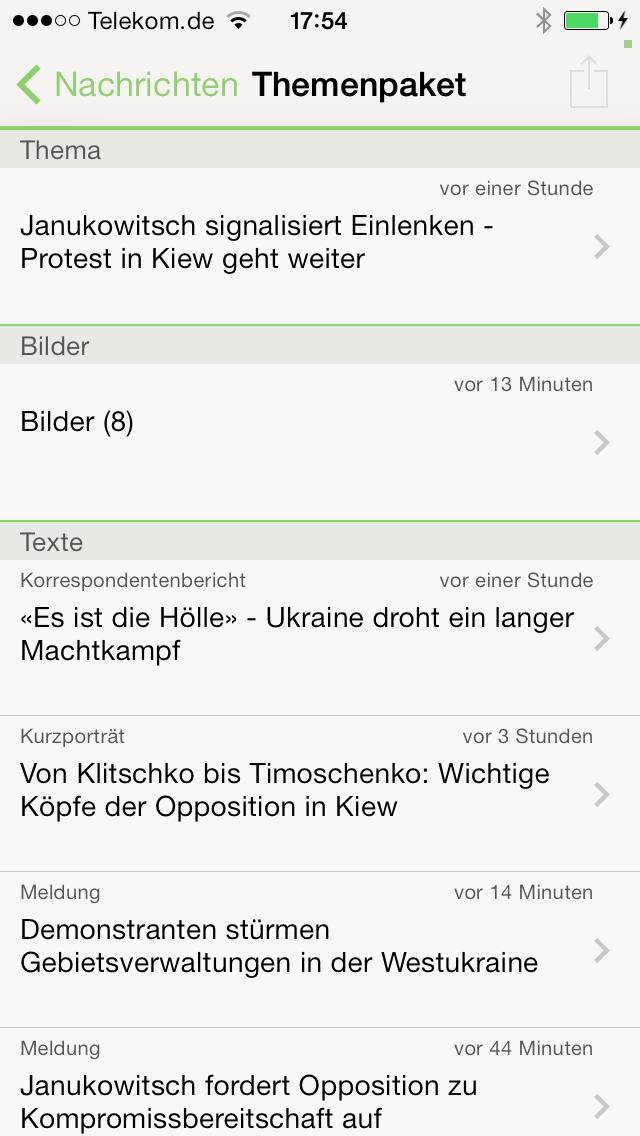 Telekom.de 17:54
Nachrichten Themenpaket
Thema
vor einer Stunde
Janukowitsch signalisiert Einlenken -
Protest in Kiew geht weiter
Bilder
vor 13 Minuten
Bilder (8)
Texte
Korrespondentenbericht vor einer Stunde
«Es ist die Hölle» - Ukraine droht ein langer
Machtkampf
Kurzporträt vor 3 Stunden
Von Klitschko bis Timoschenko: Wichtige
Köpfe der Opposition in Kiew
Meldung vor 14 Minuten
Demonstranten stürmen
Gebietsverwaltungen in der Westukraine
Meldung vor 44 Minuten
Janukowitsch fordert Opposition zu
Kompromissbereitschaft auf